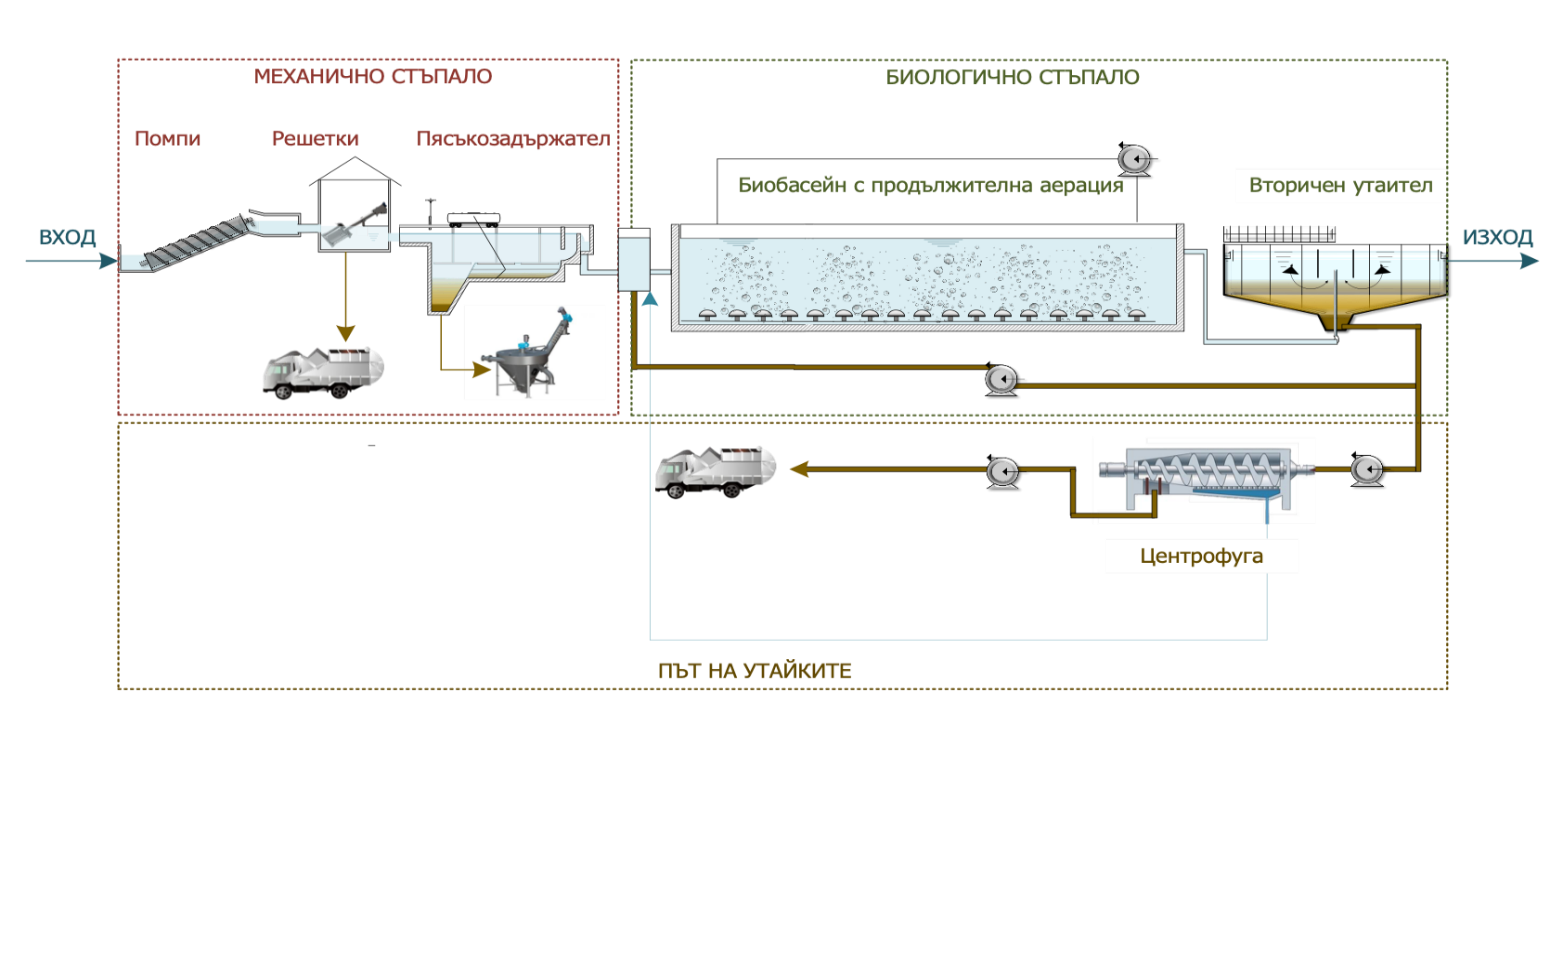 МЕХАНИЧНО СТЪПАЛО
БИОЛОГИЧНО СТЪПАЛО
Помпи
Решетки
Пясъкозадържател
Биобасейн с продължителна аерация
Вторичен утаител
ВХОД
ИЗХОД
Центрофуга
ПЪТ НА УТАЙКИТЕ